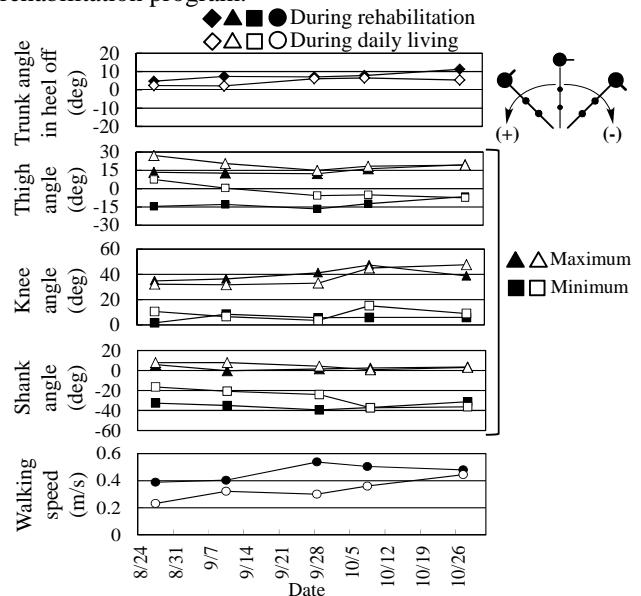 rehabilitation program.
During rehabilitation
During daily living
Trunk angle
in heel off
(deg)
20
10
0
-10
-20
(+)
(-)
Thigh
angle
(deg)
30
15
0
-15
-30
Knee
angle
(deg)
60
40
20
0
Maximum
Minimum
Shank
angle
(deg)
20
0
-20
-40
-60
Walking
speed
(m/s)
0.6
0.4
0.2
0
8/24
8/31
9/7
9/14
9/21
9/28
10/5
10/12
10/19
10/26
Date